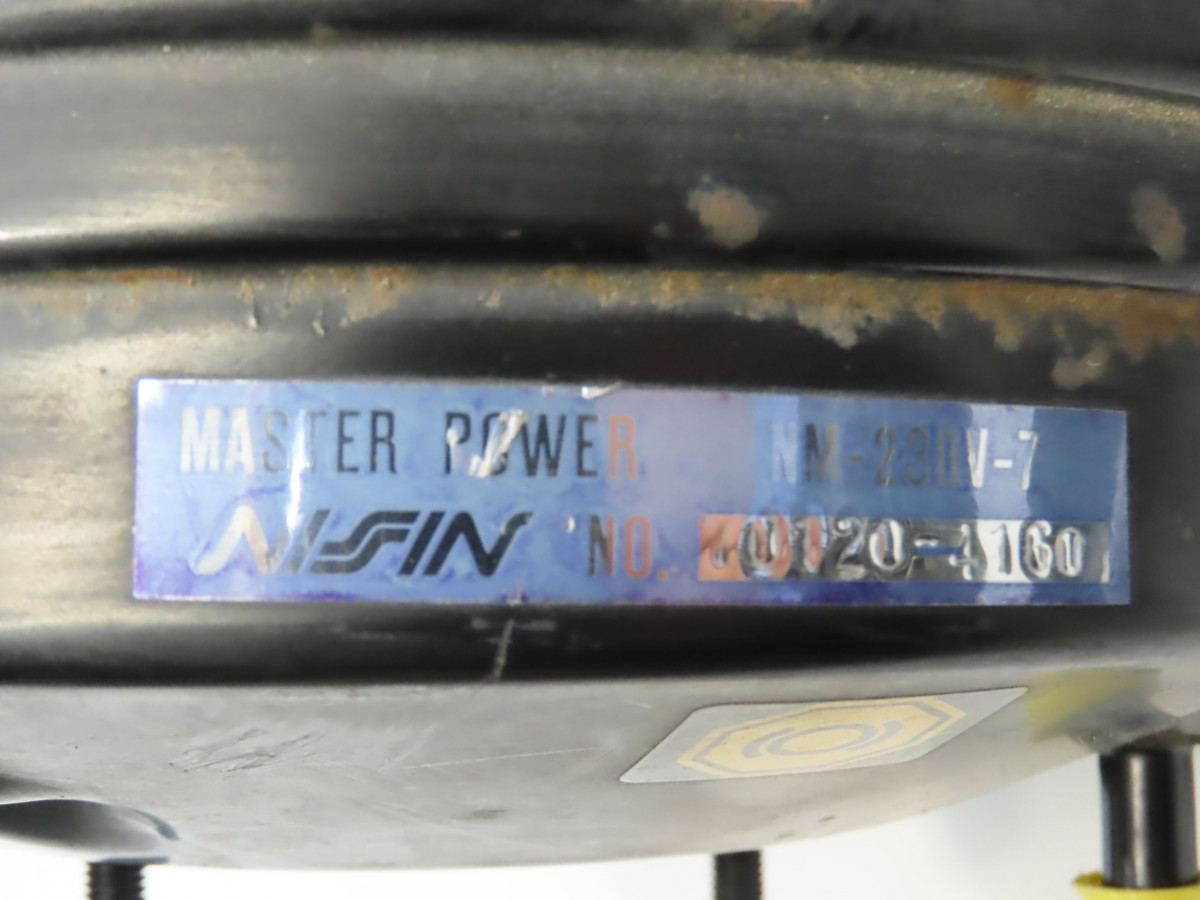 MASTER POWER NM-230V-7
NISSIN NO.